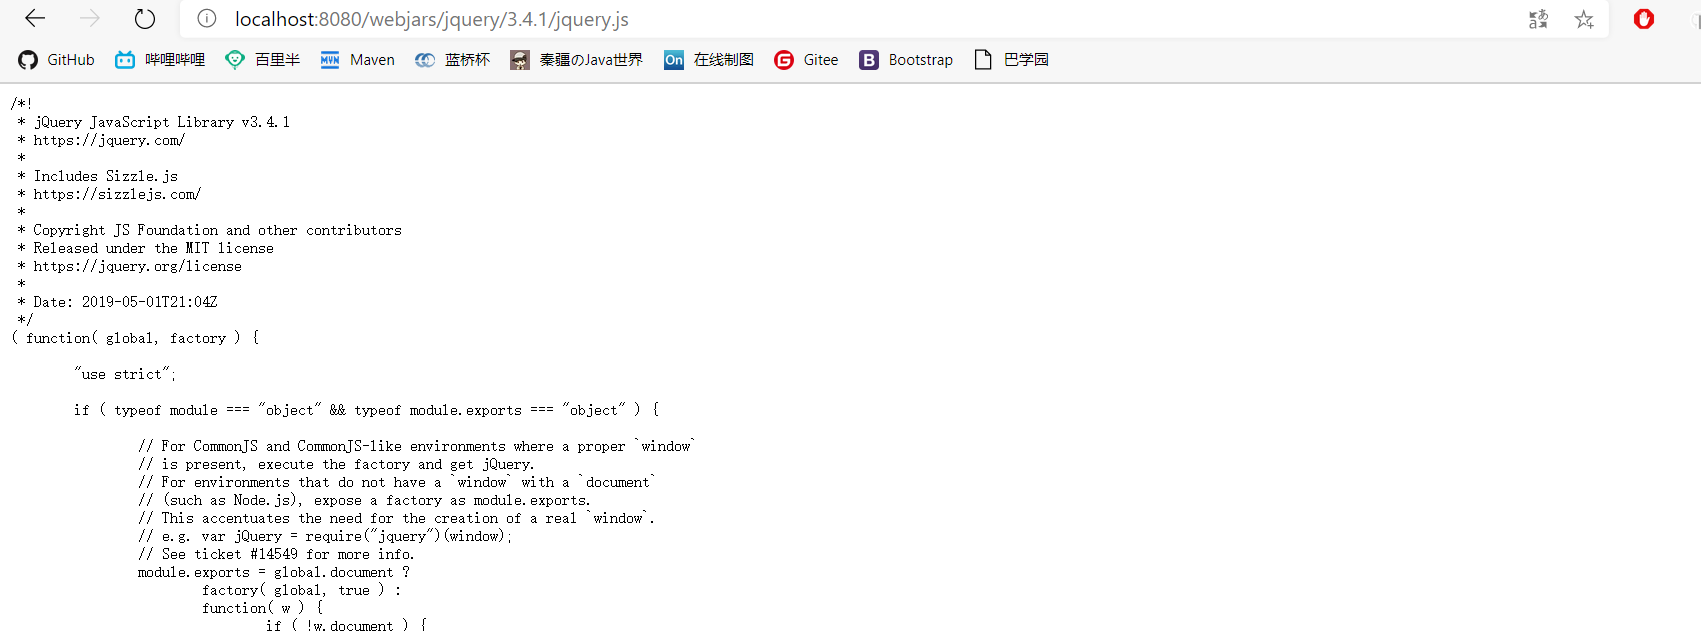 localhost:8080/webjars/jquery/3.4.1/jquery.js
GitHub 哔哩哔哩 百里半 MVN Maven 蓝桥杯 秦疆のJava世界 On 在线制图 G Gitee B Bootstrap 巴学园
/*!
 * jQuery JavaScript Library v3.4.1
 * https://jquery.com/
 *
 * Includes Sizzle.js
 * https://sizzlejs.com/
 *
 * Copyright JS Foundation and other contributors
 * Released under the MIT license
 * https://jquery.org/license
 *
 * Date: 2019-05-01T21:04Z
 */
( function( global, factory ) {
"use strict";
if ( typeof module === "object" && typeof module.exports === "object" ) {
// For CommonJS and CommonJS-like environments where a proper `window`
// is present, execute the factory and get jQuery.
// For environments that do not have a `window` with a `document`
// (such as Node.js), expose a factory as module.exports.
// This accentuates the need for the creation of a real `window`.
// e.g. var jQuery = require("jquery")(window);
// See ticket #14549 for more info.
module.exports = global.document ?
factory( global, true ) :
function( w ) {
if ( !w.document ) {